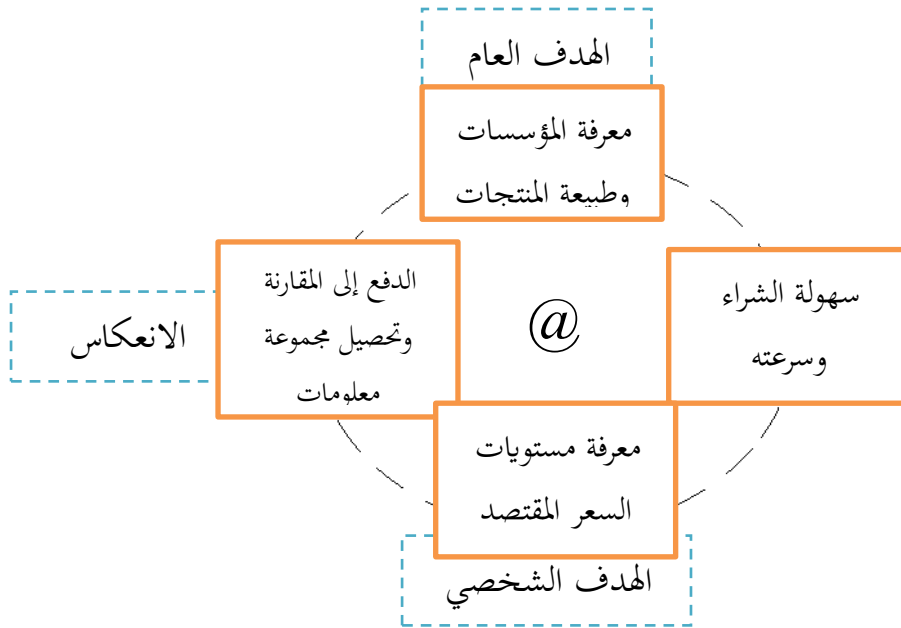 الهدف العام
معرفة المؤسسات
وطبيعة المنتجات
سهولة الشراء
وسرعته
@
الدفع إلى المقارنة
وتحصيل مجموعة
معلومات
الانعكاس
معرفة مستويات
السعر المقتصد
الهدف الشخصي